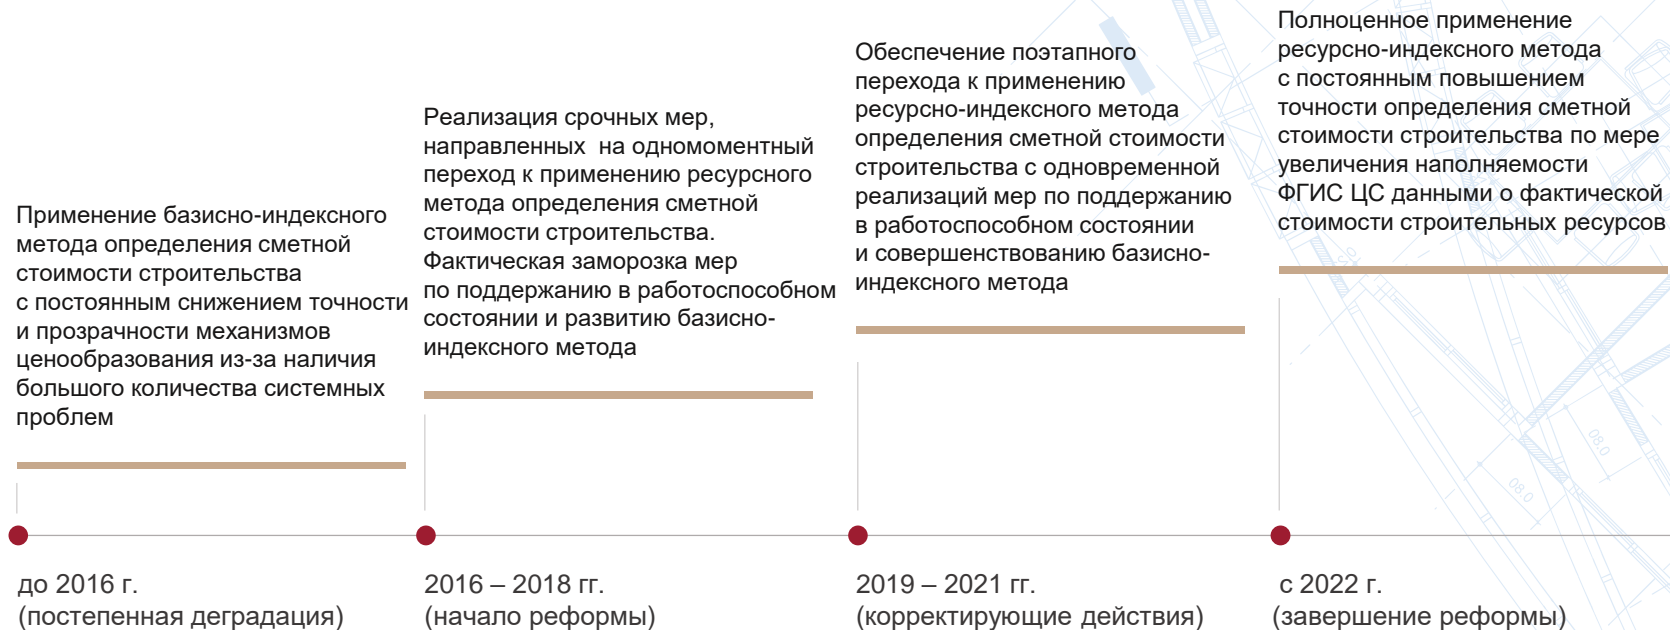 Применение базисно-индексного
метода определения сметной
стоимости строительства
с постоянным снижением точности
и прозрачности механизмов
ценообразования из-за наличия
большого количества системных
проблем
до 2016 г.
(постепенная деградация)
Реализация срочных мер,
направленных  на одномоментный
переход к применению ресурсного
метода определения сметной
стоимости строительства.
Фактическая заморозка мер
по поддержанию в работоспособном
состоянии и развитию базисно-
индексного метода
2016 – 2018 гг.
(начало реформы)
Обеспечение поэтапного
перехода к применению
ресурсно-индексного метода
определения сметной стоимости
строительства с одновременной
реализаций мер по поддержанию
в работоспособном состоянии
и совершенствованию базисно-
индексного метода
2019 – 2021 гг.
(корректирующие действия)
Полноценное применение
ресурсно-индексного метода
с постоянным повышением
точности определения сметной
стоимости строительства по мере
увеличения наполняемости
ФГИС ЦС данными о фактической
стоимости строительных ресурсов
с 2022 г.
(завершение реформы)
08.0
08.0